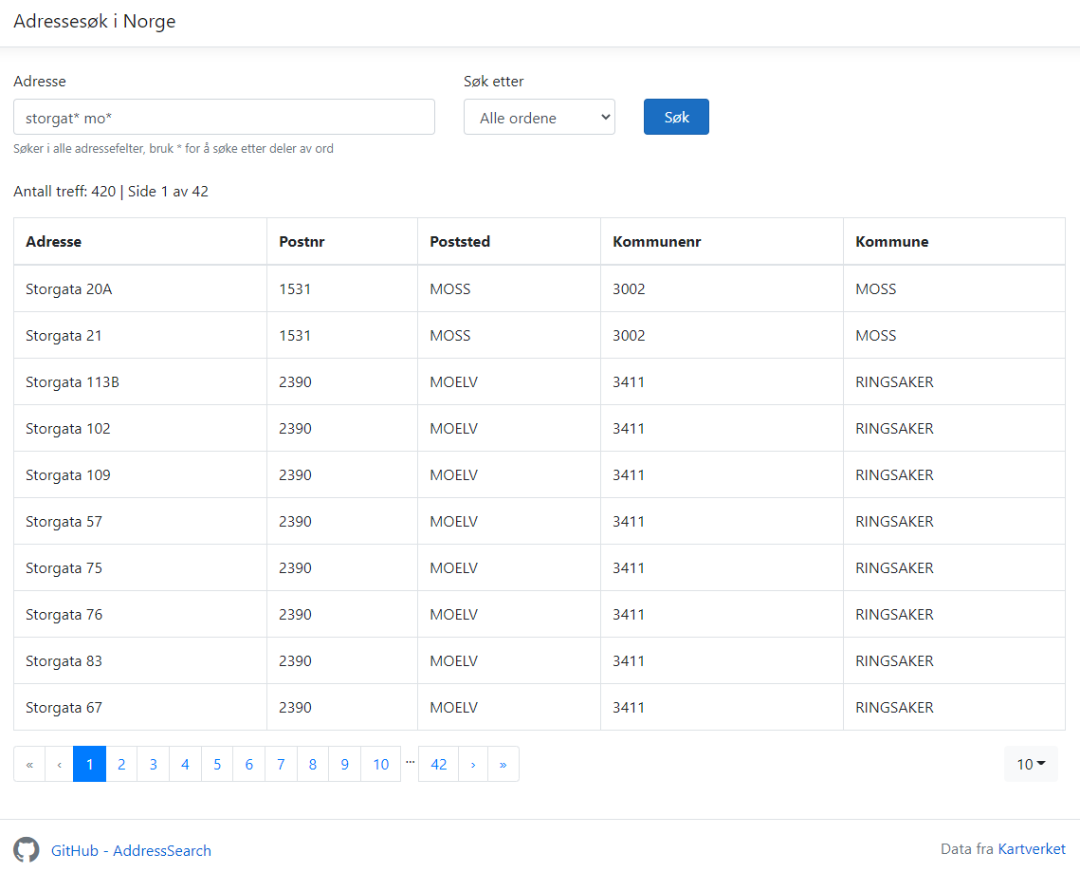 Adressesøk i Norge
Adresse Søk etter
storgat* mo* Alle ordene Søk
Søker i alle adressefelter, bruk * for å søke etter deler av ord
Antall treff: 420 | Side 1 av 42
Adresse Postnr Poststed Kommunenr Kommune
Storgata 20A 1531 MOSS 3002 MOSS
Storgata 21 1531 MOSS 3002 MOSS
Storgata 113B 2390 MOELV 3411 RINGSAKER
Storgata 102 2390 MOELV 3411 RINGSAKER
Storgata 109 2390 MOELV 3411 RINGSAKER
Storgata 57 2390 MOELV 3411 RINGSAKER
Storgata 75 2390 MOELV 3411 RINGSAKER
Storgata 76 2390 MOELV 3411 RINGSAKER
Storgata 83 2390 MOELV 3411 RINGSAKER
Storgata 67 2390 MOELV 3411 RINGSAKER
« ‹ 1 2 3 4 5 6 7 8 9 10 ... 42 › » 10
GitHub - AddressSearch Data fra Kartverket